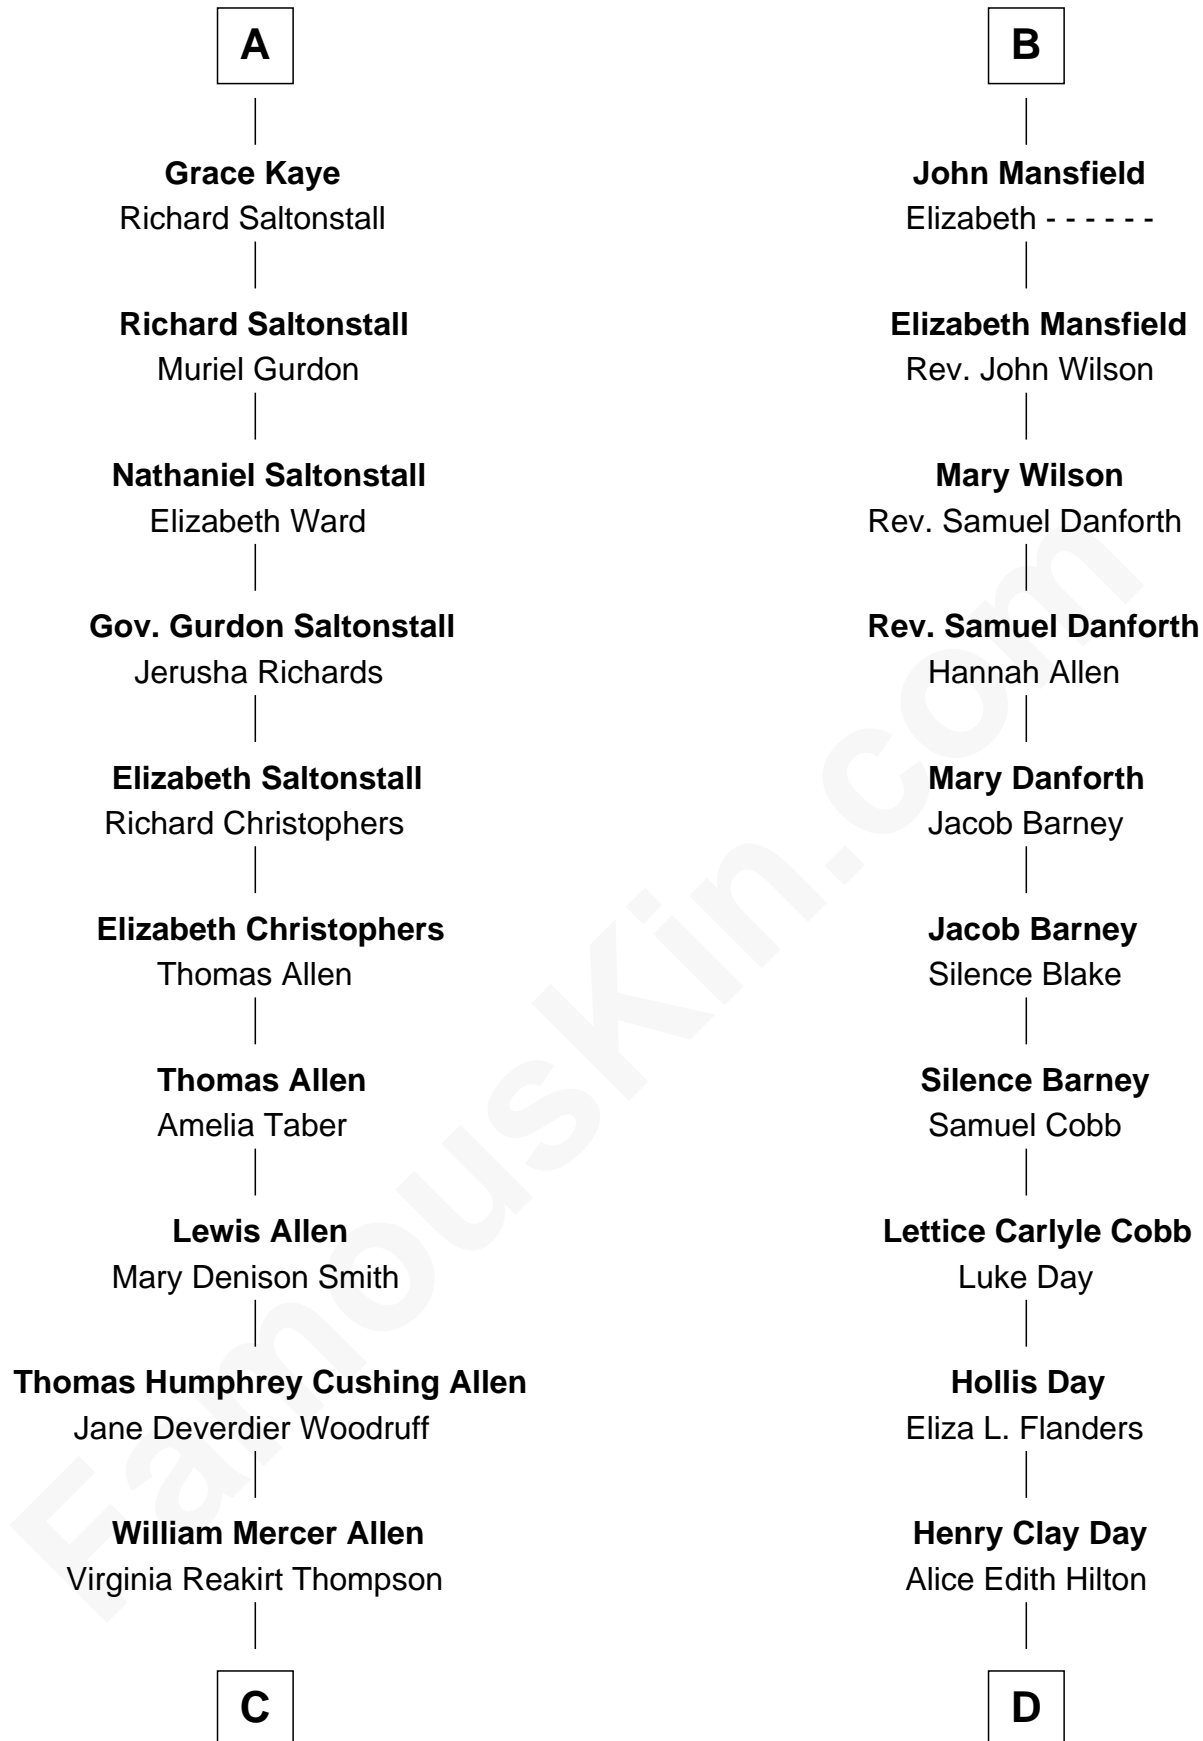 A
Grace Kaye
Richard Saltonstall
Richard Saltonstall
Muriel Gurdon
Nathaniel Saltonstall
Elizabeth Ward
Gov. Gurdon Saltonstall
Jerusha Richards
Elizabeth Saltonstall
Richard Christophers
Elizabeth Christophers
Thomas Allen
Thomas Allen
Amelia Taber
Lewis Allen
Mary Denison Smith
Thomas Humphrey Cushing Allen
Jane Deverdier Woodruff
William Mercer Allen
Virginia Reakirt Thompson
C
B
John Mansfield
Elizabeth - - - - - -
Elizabeth Mansfield
Rev. John Wilson
Mary Wilson
Rev. Samuel Danforth
Rev. Samuel Danforth
Hannah Allen
Mary Danforth
Jacob Barney
Jacob Barney
Silence Blake
Silence Barney
Samuel Cobb
Lettice Carlyle Cobb
Luke Day
Hollis Day
Eliza L. Flanders
Henry Clay Day
Alice Edith Hilton
D
FamousKin.com